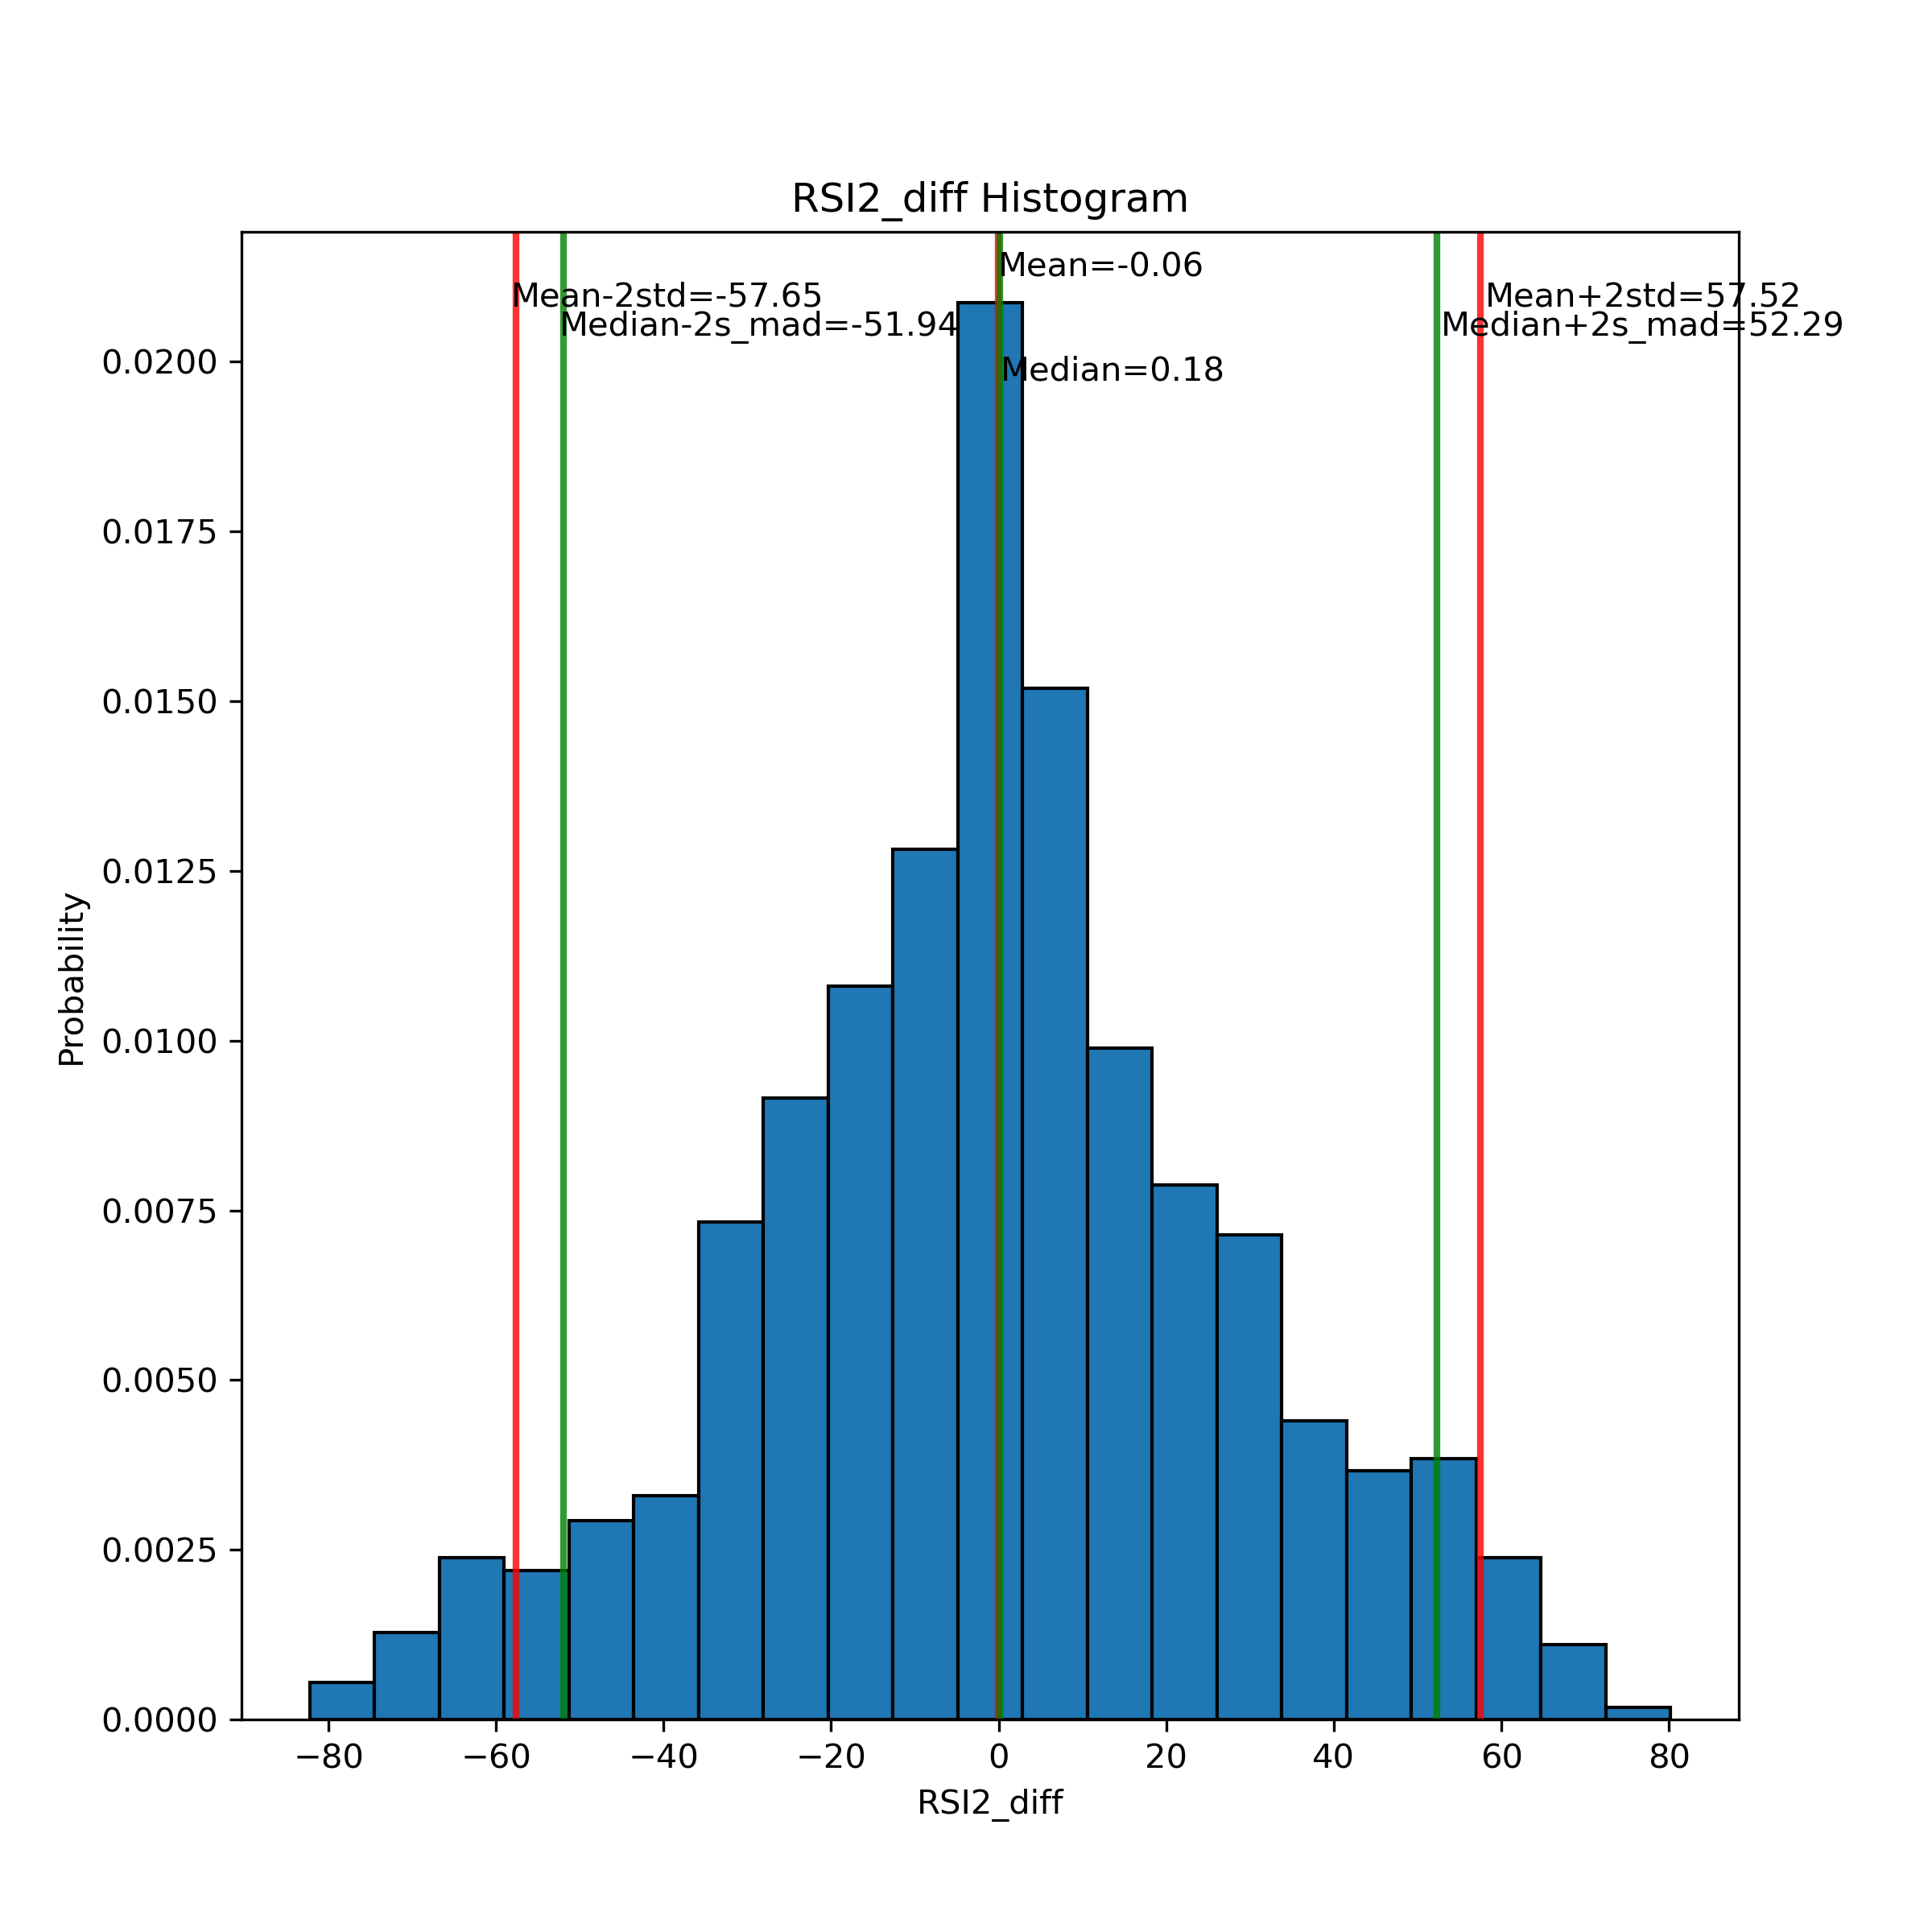 RSI2_diff Histogram
Mean=-0.06
Mean-2std=-57.65
Mean+2std=57.52
Median-2s_mad=-51.94
Median+2s_mad=52.29
Median=0.18
0.0200
0.0175
0.0150
0.0125
0.0100
0.0075
0.0050
0.0025
0.0000
Probability
−80 −60 −40 −20 0 20 40 60 80
RSI2_diff